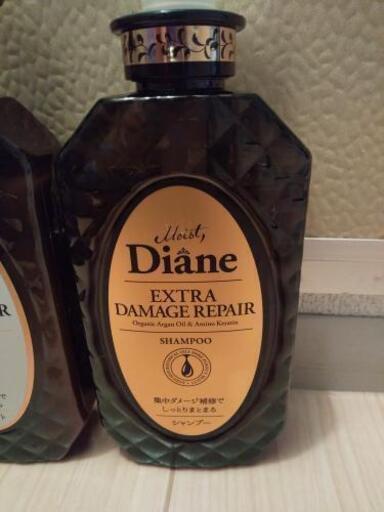 Moist,
Diane
EXTRA
DAMAGE REPAIR
Organic Argan Oil & Amino Keratin
SHAMPOO
集中ダメージ補修で
しっとりまとまる
シャンプー
R